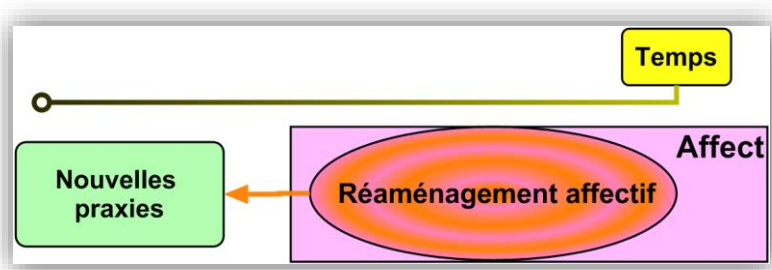 Temps
Affect
Nouvelles
praxies
Réaménagement affectif